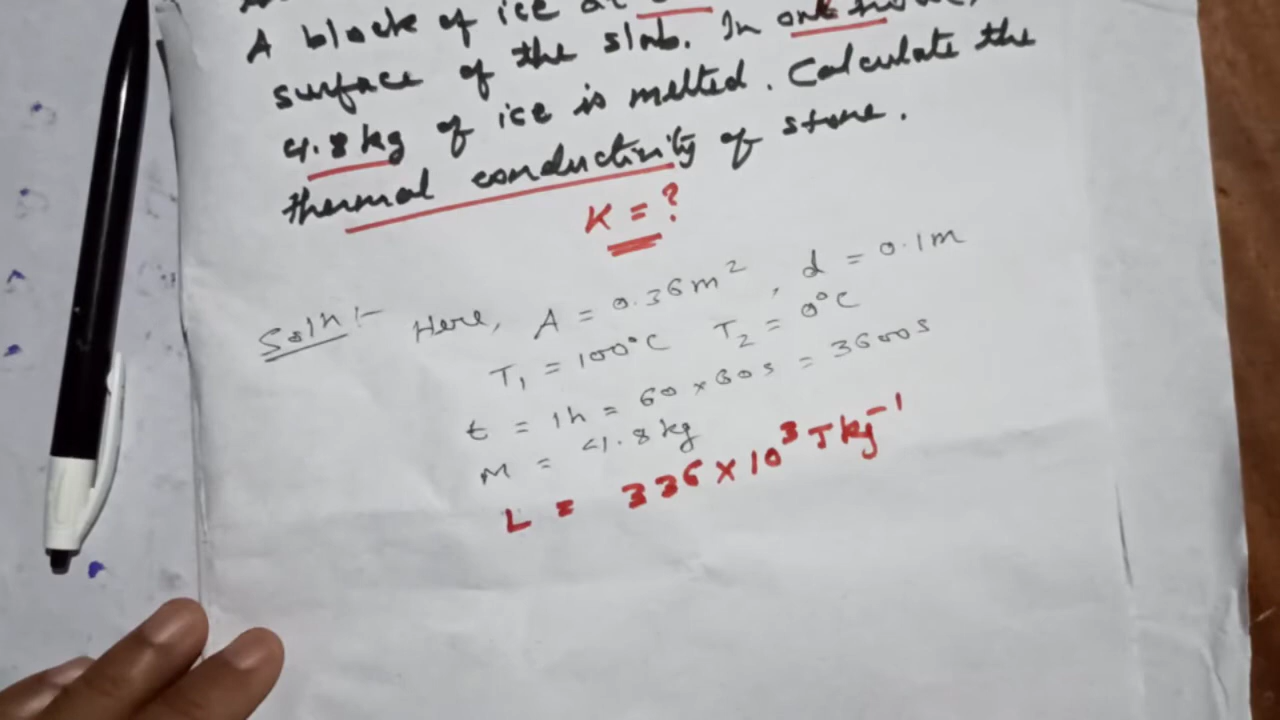 A block of ice at
surface of the slab. In one
4.8 kg of ice is melted. Calculate the
thermal conductivity of stone.
K = ?
Soln:- Here, A = 0.36 m², d = 0.1 m
T₁ = 100°C T₂ = 0°C
t = 1h = 60 × 60 s = 3600 s
M = 4.8 kg
L = 336 × 10³ J kg⁻¹